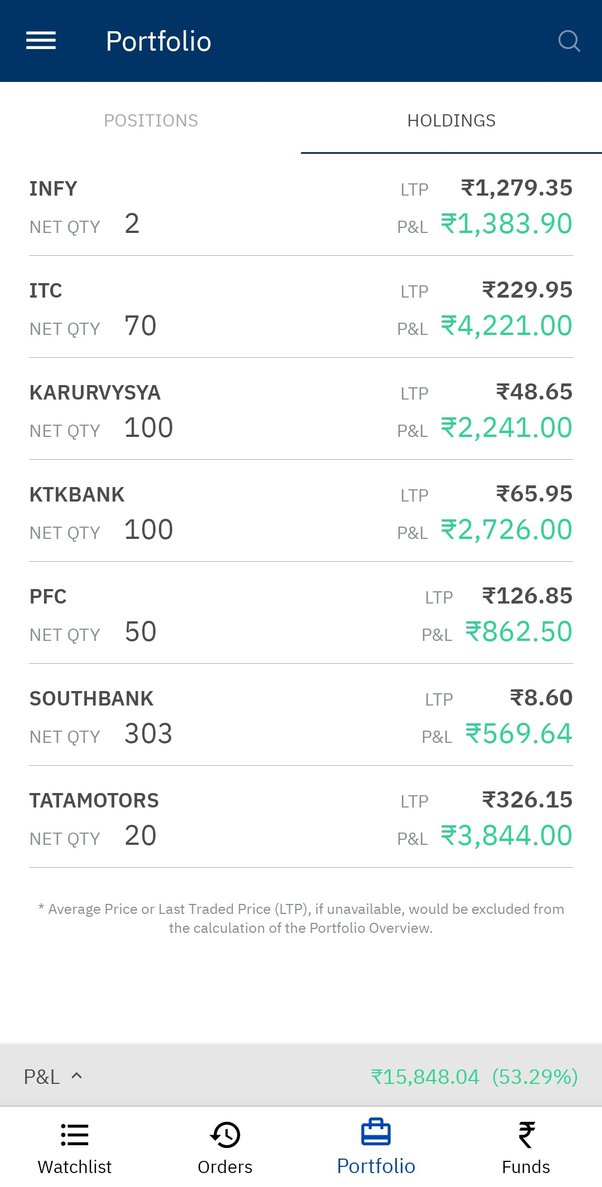 Portfolio
POSITIONS HOLDINGS
INFY LTP ₹1,279.35
NET QTY 2 P&L ₹1,383.90
ITC LTP ₹229.95
NET QTY 70 P&L ₹4,221.00
KARURVYSYA LTP ₹48.65
NET QTY 100 P&L ₹2,241.00
KTKBANK LTP ₹65.95
NET QTY 100 P&L ₹2,726.00
PFC LTP ₹126.85
NET QTY 50 P&L ₹862.50
SOUTHBANK LTP ₹8.60
NET QTY 303 P&L ₹569.64
TATAMOTORS LTP ₹326.15
NET QTY 20 P&L ₹3,844.00
* Average Price or Last Traded Price (LTP), if unavailable, would be excluded from
the calculation of the Portfolio Overview.
P&L ₹15,848.04 (53.29%)
Watchlist Orders Portfolio Funds